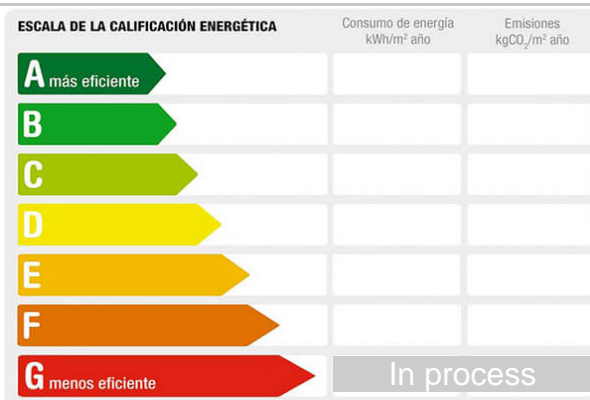 ESCALA DE LA CALIFICACIÓN ENERGÉTICA
Consumo de energía
kWh/m² año
Emisiones
kgCO₂/m² año
A más eficiente
B
C
D
E
F
G menos eficiente
In process